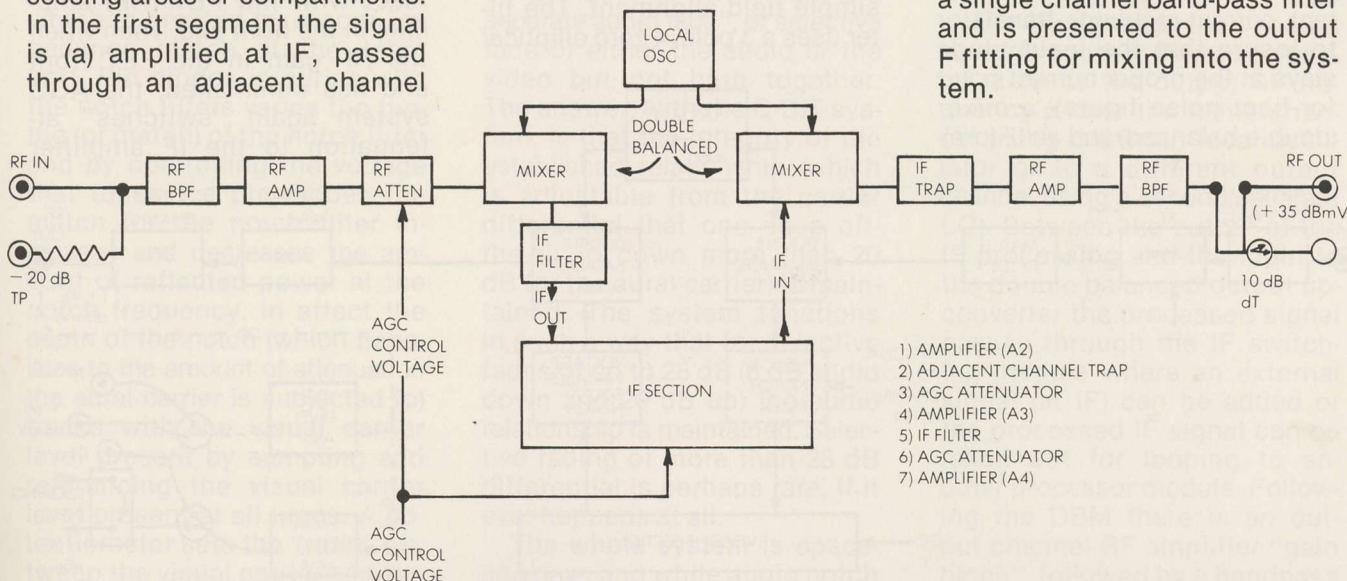 cessing areas or compartments.
In the first segment the signal
is (a) amplified at IF, passed
through an adjacent channel
a single channel band-pass filter
and is presented to the output
F fitting for mixing into the sys-
tem.
LOCAL
OSC
DOUBLE
BALANCED
RF IN
RF
BPF
RF
AMP
RF
ATTEN
MIXER
MIXER
IF
TRAP
RF
AMP
RF
BPF
RF OUT
(+ 35 dBmV
– 20 dB
TP
10 dB
dT
IF
FILTER
IF
OUT
IF
IN
AGC
CONTROL
VOLTAGE
IF SECTION
1) AMPLIFIER (A2)
2) ADJACENT CHANNEL TRAP
3) AGC ATTENUATOR
4) AMPLIFIER (A3)
5) IF FILTER
6) AGC ATTENUATOR
7) AMPLIFIER (A4)
AGC
CONTROL
VOLTAGE